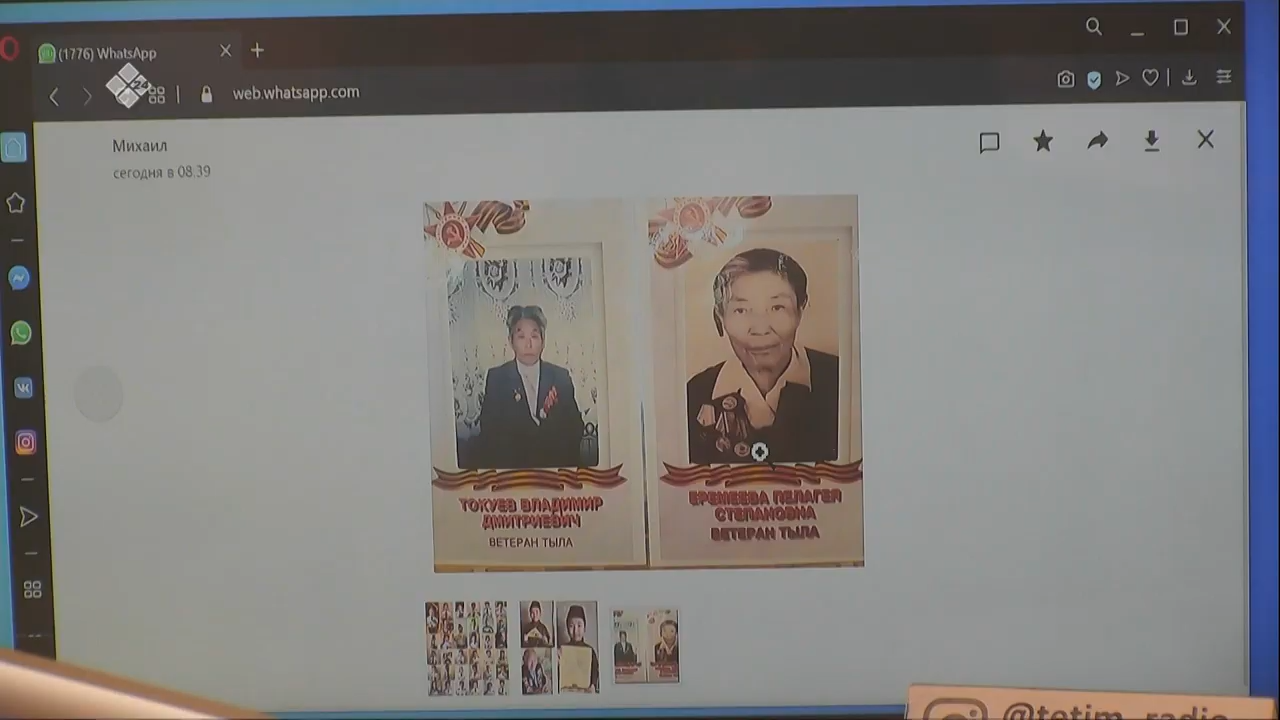 (1776) WhatsApp
web.whatsapp.com
Михаил
сегодня в 08:39
ТОКУЕВ ВЛАДИМИР
ДМИТРИЕВИЧ
ВЕТЕРАН ТЫЛА
ЕРЕМЕЕВА ПЕЛАГЕЯ
СТЕПАНОВНА
ВЕТЕРАН ТЫЛА
@tetim_radio